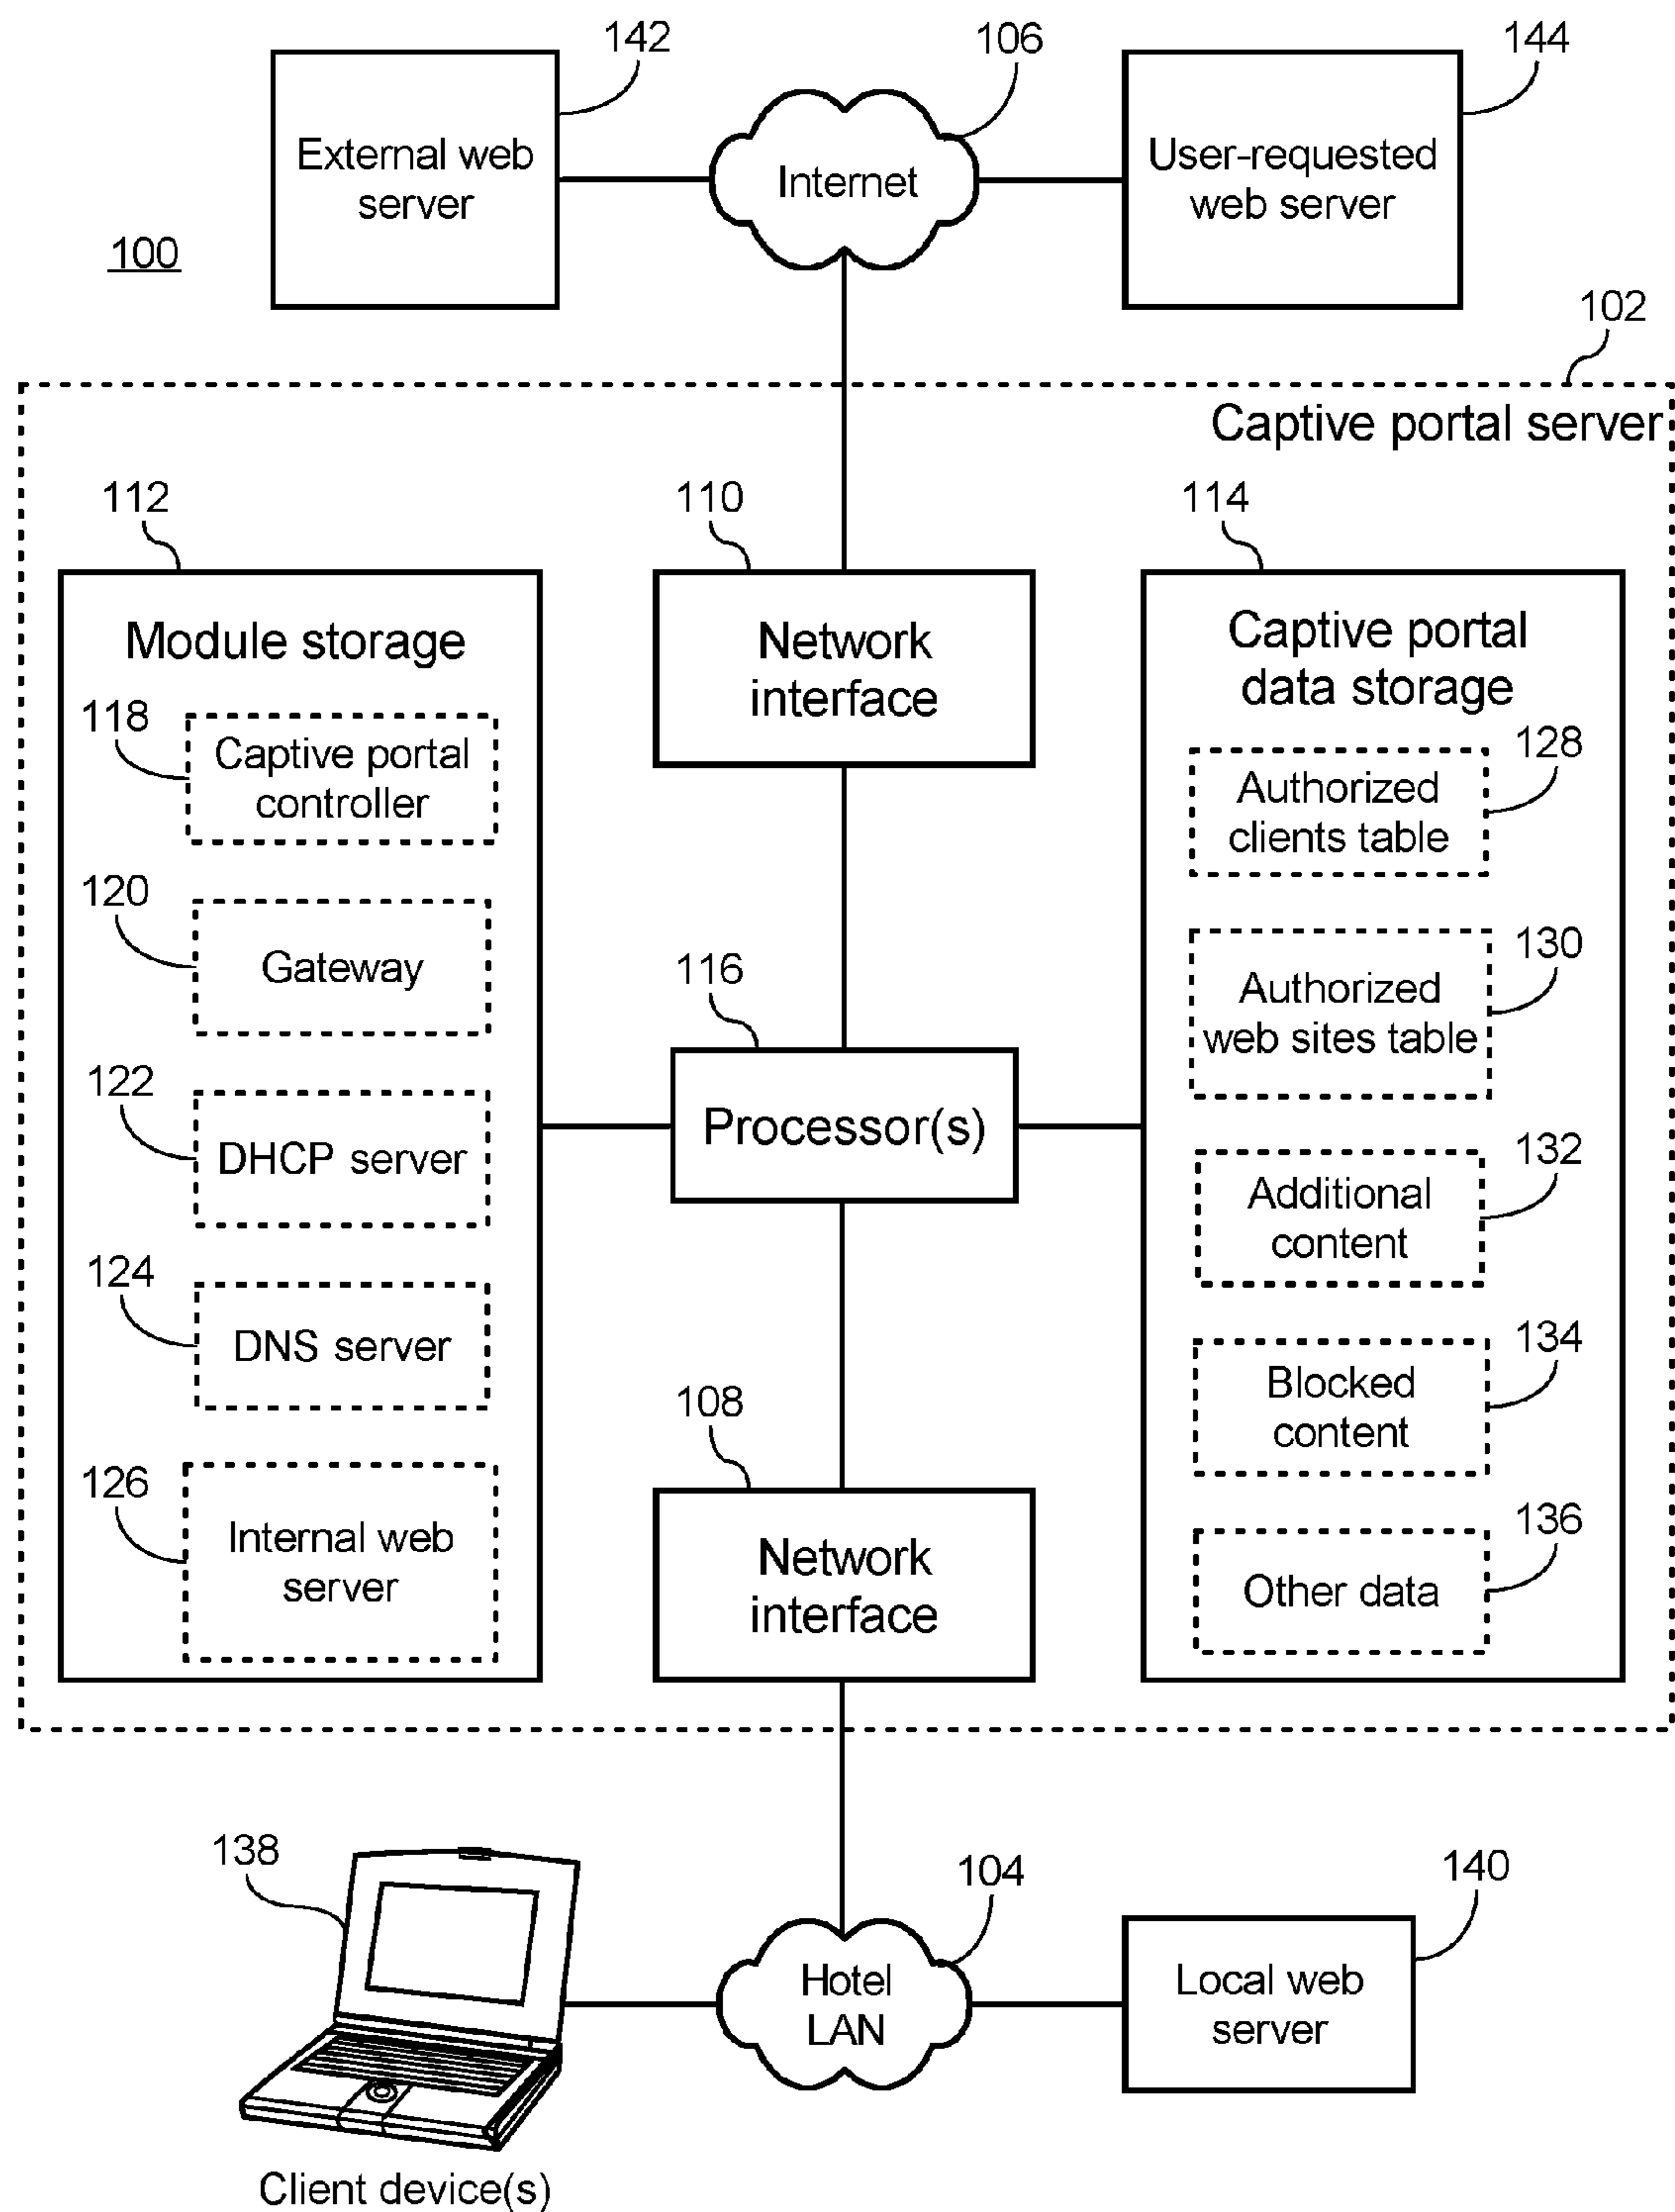 142
106
144
External web
server
Internet
User-requested
web server
100
102
Captive portal server
112
110
114
Module storage
Network
interface
Captive portal
data storage
118
Captive portal
controller
128
Authorized
clients table
120
Gateway
116
130
Authorized
web sites table
122
DHCP server
Processor(s)
132
Additional
content
124
DNS server
134
Blocked
content
108
126
Internal web
server
Network
interface
136
Other data
138
104
140
Hotel
LAN
Local web
server
Client device(s)